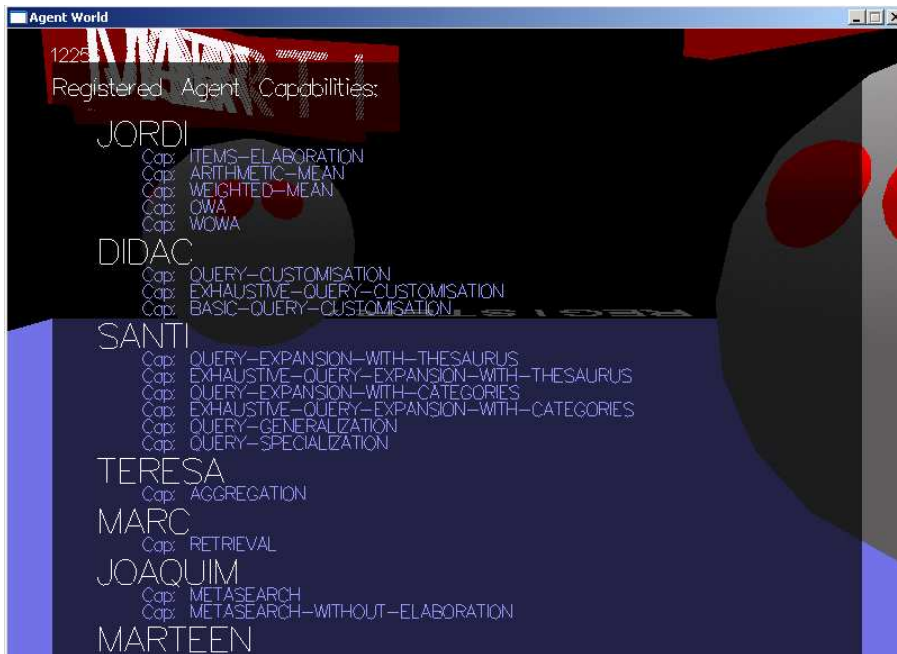 Agent World
1225
MARTI
Registered Agent Capabilities:
JORDI
Cap: ITEMS-ELABORATION
Cap: ARITHMETIC-MEAN
Cap: WEIGHTED-MEAN
Cap: OWA
Cap: WOWA
DIDAC
Cap: QUERY-CUSTOMISATION
Cap: EXHAUSTIVE-QUERY-CUSTOMISATION
Cap: BASIC-QUERY-CUSTOMISATION
SANTI
Cap: QUERY-EXPANSION-WITH-THESAURUS
Cap: EXHAUSTIVE-QUERY-EXPANSION-WITH-THESAURUS
Cap: QUERY-EXPANSION-WITH-CATEGORIES
Cap: EXHAUSTIVE-QUERY-EXPANSION-WITH-CATEGORIES
Cap: QUERY-GENERALIZATION
Cap: QUERY-SPECIALIZATION
TERESA
Cap: AGGREGATION
MARC
Cap: RETRIEVAL
JOAQUIM
Cap: METASEARCH
Cap: METASEARCH-WITHOUT-ELABORATION
MARTEEN